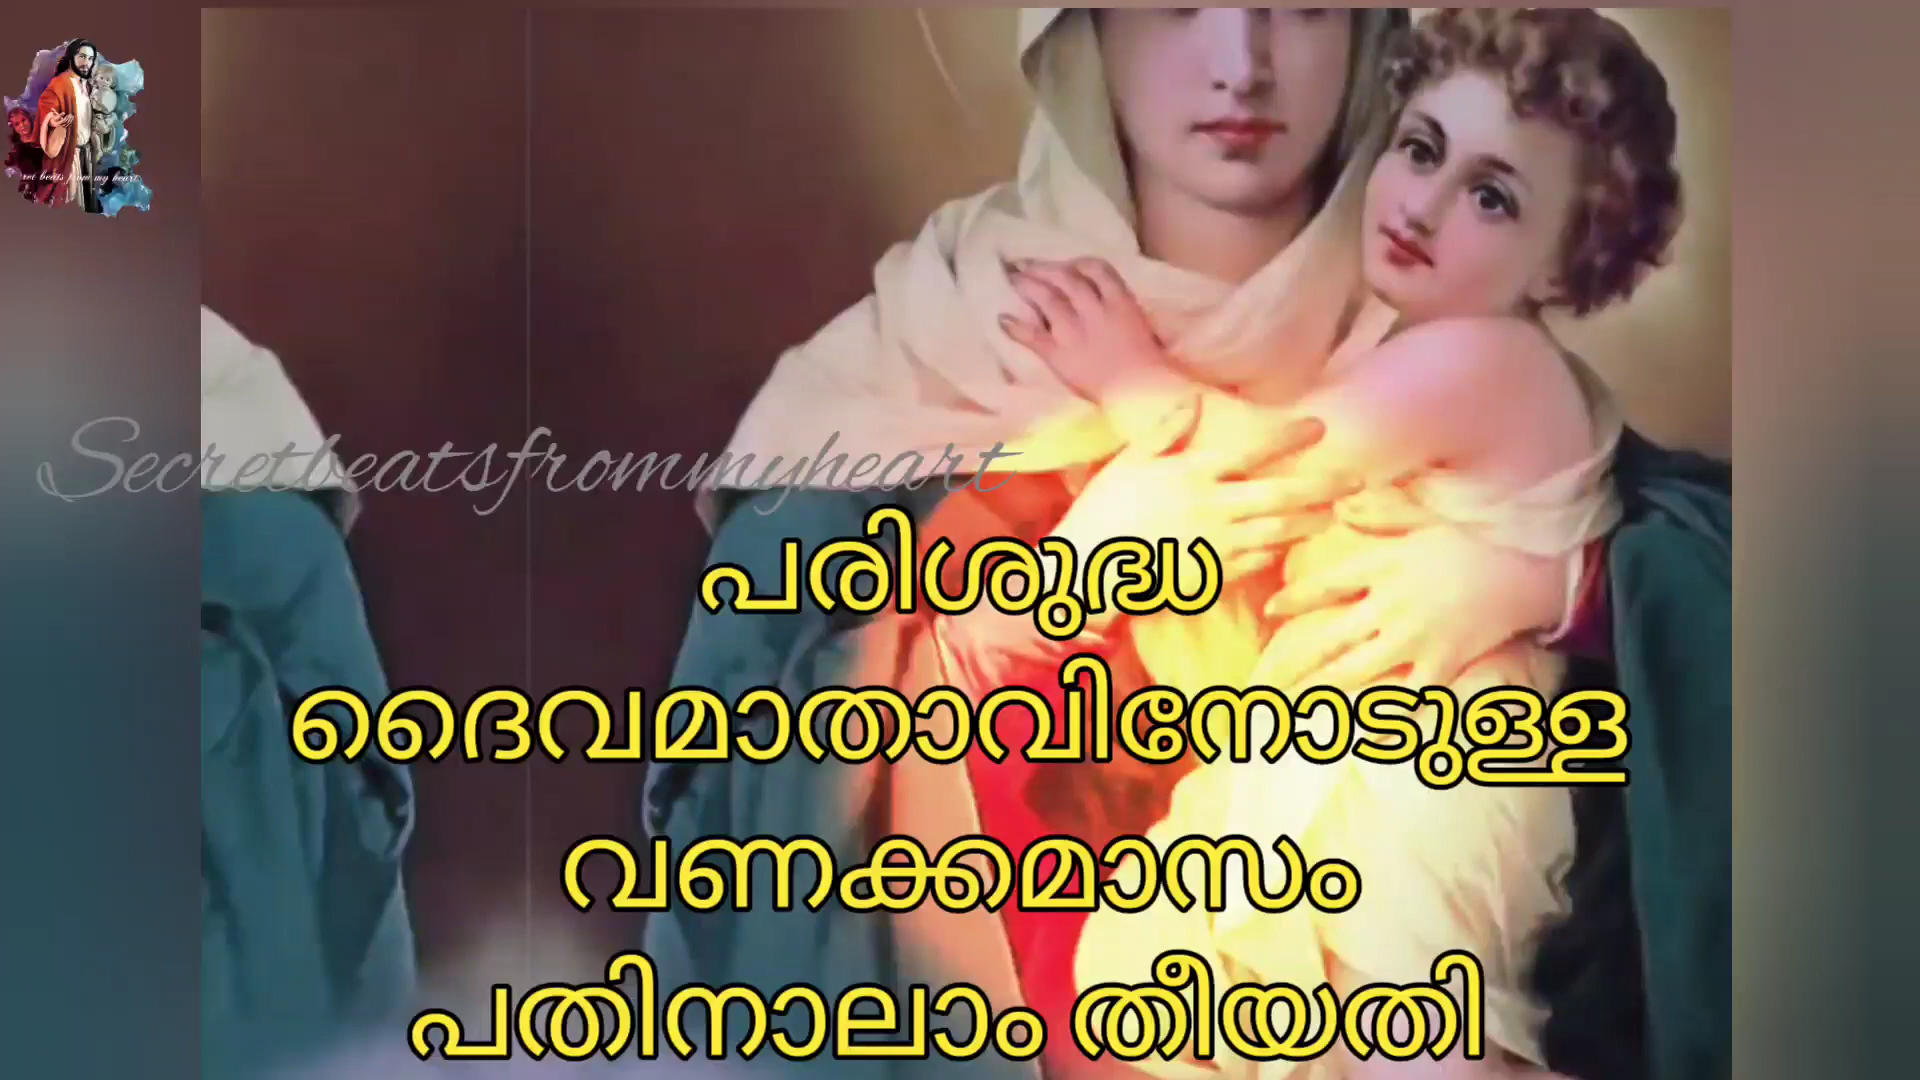 Secretbeatsfrommyheart
പരിശുദ്ധ
ദൈവമാതാവിനോടുള്ള
വണക്കമാസം
പതിനാലാം തീയതി